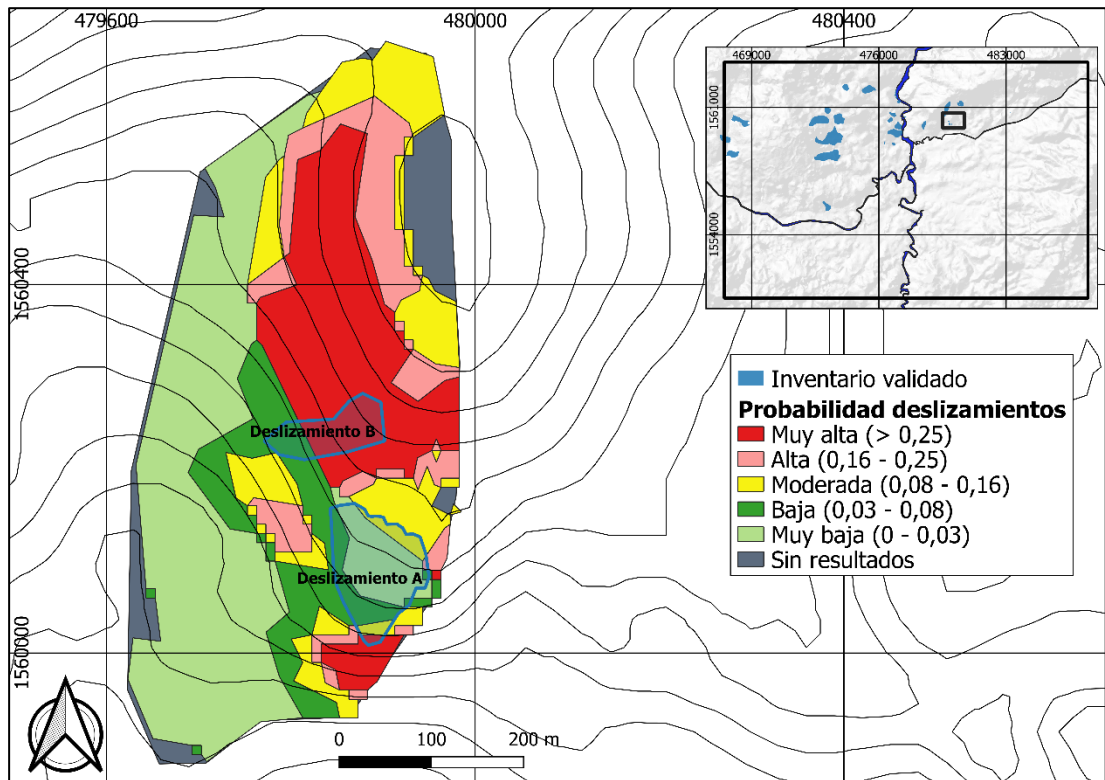 479600
480000
480400
469000
476000
483000
1561000
1554000
1560400
1560000
Inventario validado
Probabilidad deslizamientos
Muy alta (> 0,25)
Alta (0,16 - 0,25)
Moderada (0,08 - 0,16)
Baja (0,03 - 0,08)
Muy baja (0 - 0,03)
Sin resultados
Deslizamiento B
Deslizamiento A
0 100 200 m